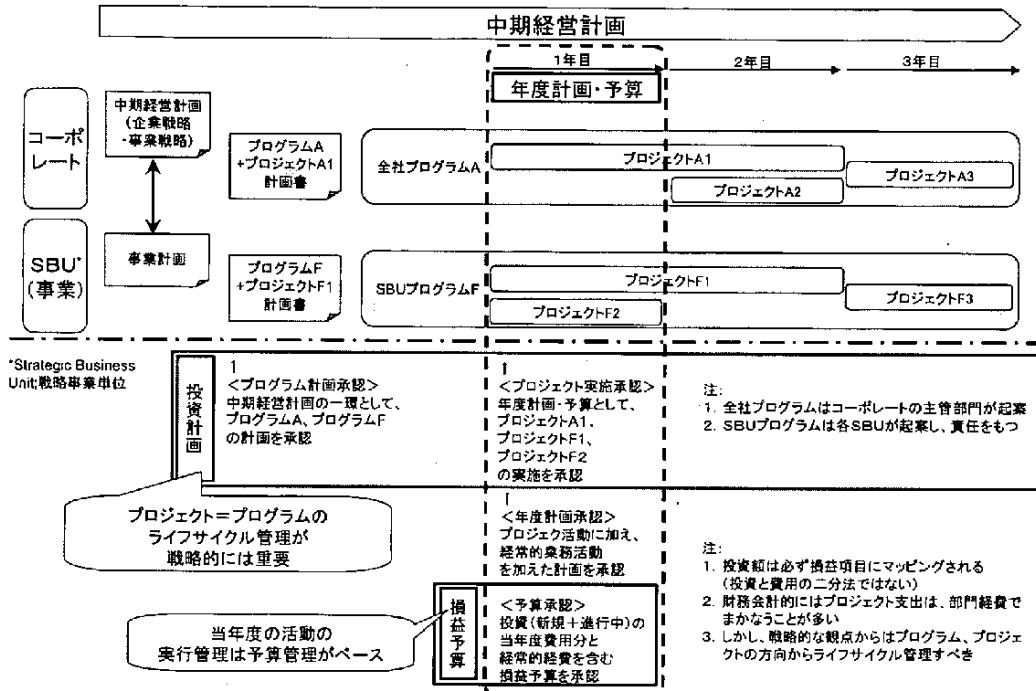 中期経営計画
1年目
2年目
3年目
年度計画・予算
コーポ
レート
中期経営計画
(企業戦略
・事業戦略)
プログラムA
+プロジェクトA1
計画書
全社プログラムA
プロジェクトA1
プロジェクトA2
プロジェクトA3
SBU*
(事業)
事業計画
プログラムF
+プロジェクトF1
計画書
SBUプログラムF
プロジェクトF1
プロジェクトF2
プロジェクトF3
*Strategic Business
Unit;戦略事業単位
投資計画
<プログラム計画承認>
中期経営計画の一環として、
プログラムA、プログラムF
の計画を承認
<プロジェクト実施承認>
年度計画・予算として、
プロジェクトA1、
プロジェクトF1、
プロジェクトF2
の実施を承認
注:
1. 全社プログラムはコーポレートの主管部門が起案
2. SBUプログラムは各SBUが起案し、責任をもつ
プロジェクト=プログラムの
ライフサイクル管理が
戦略的には重要
<年度計画承認>
プロジェク活動に加え、
経常的業務活動
を加えた計画を承認
損益予算
<予算承認>
投資(新規+進行中)の
当年度費用分と
経常的経費を含む
損益予算を承認
当年度の活動の
実行管理は予算管理がベース
注:
1. 投資額は必ず損益項目にマッピングされる
(投資と費用の二分法ではない)
2. 財務会計的にはプロジェクト支出は、部門経費で
まかなうことが多い
3. しかし、戦略的な観点からはプログラム、プロジェ
クトの方向からライフサイクル管理すべき